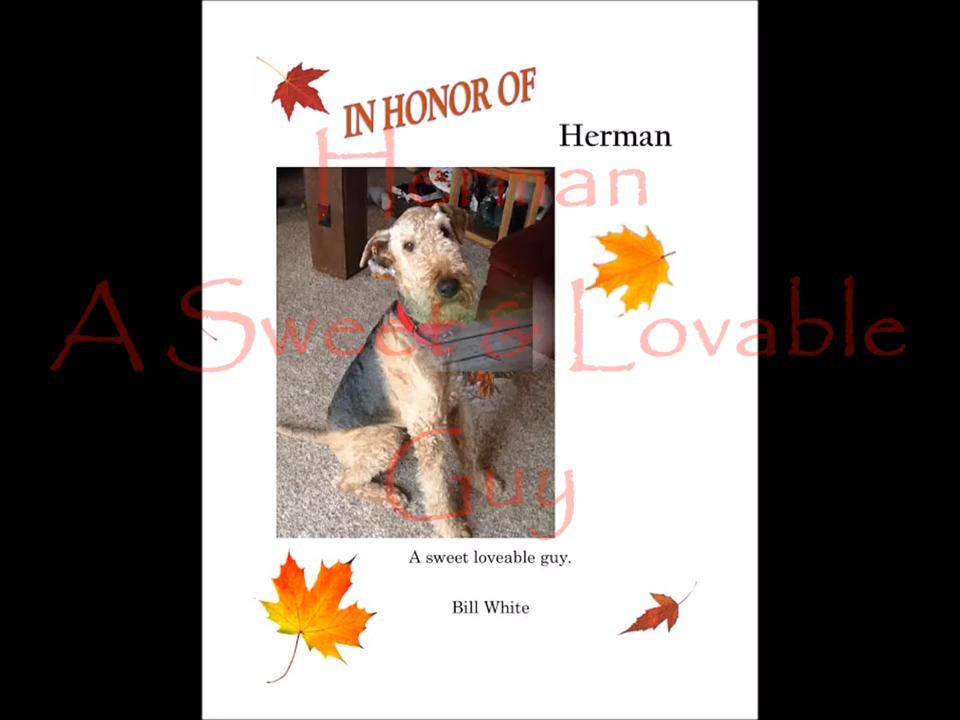 IN HONOR OF
Herman
Herman
A Sweet & Lovable
Guy
A sweet loveable guy.
Bill White